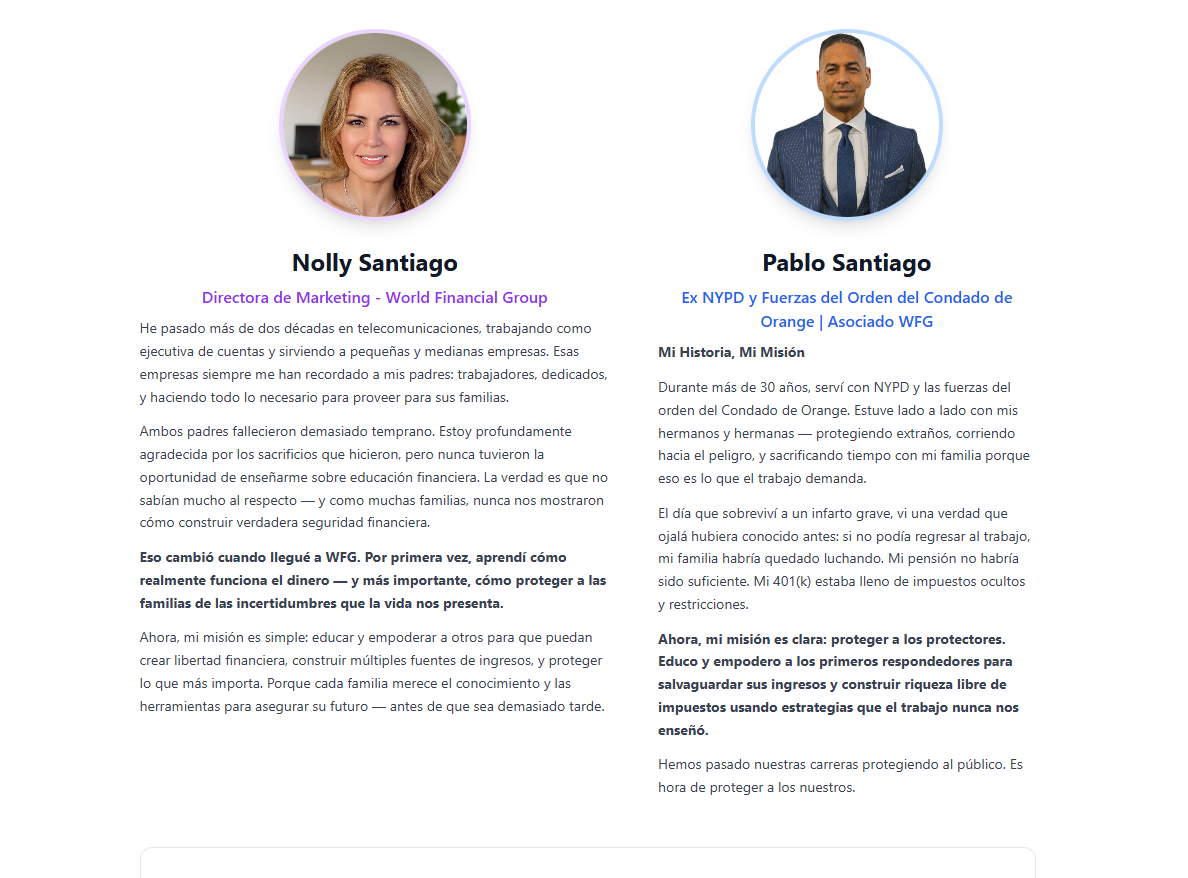 Nolly Santiago
Directora de Marketing - World Financial Group
He pasado más de dos décadas en telecomunicaciones, trabajando como
ejecutiva de cuentas y sirviendo a pequeñas y medianas empresas. Esas
empresas siempre me han recordado a mis padres: trabajadores, dedicados,
y haciendo todo lo necesario para proveer para sus familias.
Ambos padres fallecieron demasiado temprano. Estoy profundamente
agradecida por los sacrificios que hicieron, pero nunca tuvieron la
oportunidad de enseñarme sobre educación financiera. La verdad es que no
sabían mucho al respecto — y como muchas familias, nunca nos mostraron
cómo construir verdadera seguridad financiera.
Eso cambió cuando llegué a WFG. Por primera vez, aprendí cómo
realmente funciona el dinero — y más importante, cómo proteger a las
familias de las incertidumbres que la vida nos presenta.
Ahora, mi misión es simple: educar y empoderar a otros para que puedan
crear libertad financiera, construir múltiples fuentes de ingresos, y proteger
lo que más importa. Porque cada familia merece el conocimiento y las
herramientas para asegurar su futuro — antes de que sea demasiado tarde.
Pablo Santiago
Ex NYPD y Fuerzas del Orden del Condado de
Orange | Asociado WFG
Mi Historia, Mi Misión
Durante más de 30 años, serví con NYPD y las fuerzas del
orden del Condado de Orange. Estuve lado a lado con mis
hermanos y hermanas — protegiendo extraños, corriendo
hacia el peligro, y sacrificando tiempo con mi familia porque
eso es lo que el trabajo demanda.
El día que sobreviví a un infarto grave, vi una verdad que
ojalá hubiera conocido antes: si no podía regresar al trabajo,
mi familia habría quedado luchando. Mi pensión no habría
sido suficiente. Mi 401(k) estaba lleno de impuestos ocultos
y restricciones.
Ahora, mi misión es clara: proteger a los protectores.
Educo y empodero a los primeros respondedores para
salvaguardar sus ingresos y construir riqueza libre de
impuestos usando estrategias que el trabajo nunca nos
enseñó.
Hemos pasado nuestras carreras protegiendo al público. Es
hora de proteger a los nuestros.